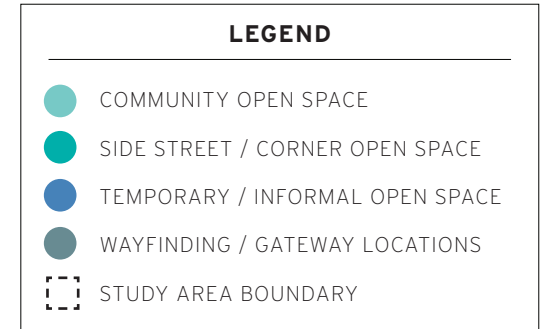 LEGEND
COMMUNITY OPEN SPACE
SIDE STREET / CORNER OPEN SPACE
TEMPORARY / INFORMAL OPEN SPACE
WAYFINDING / GATEWAY LOCATIONS
STUDY AREA BOUNDARY